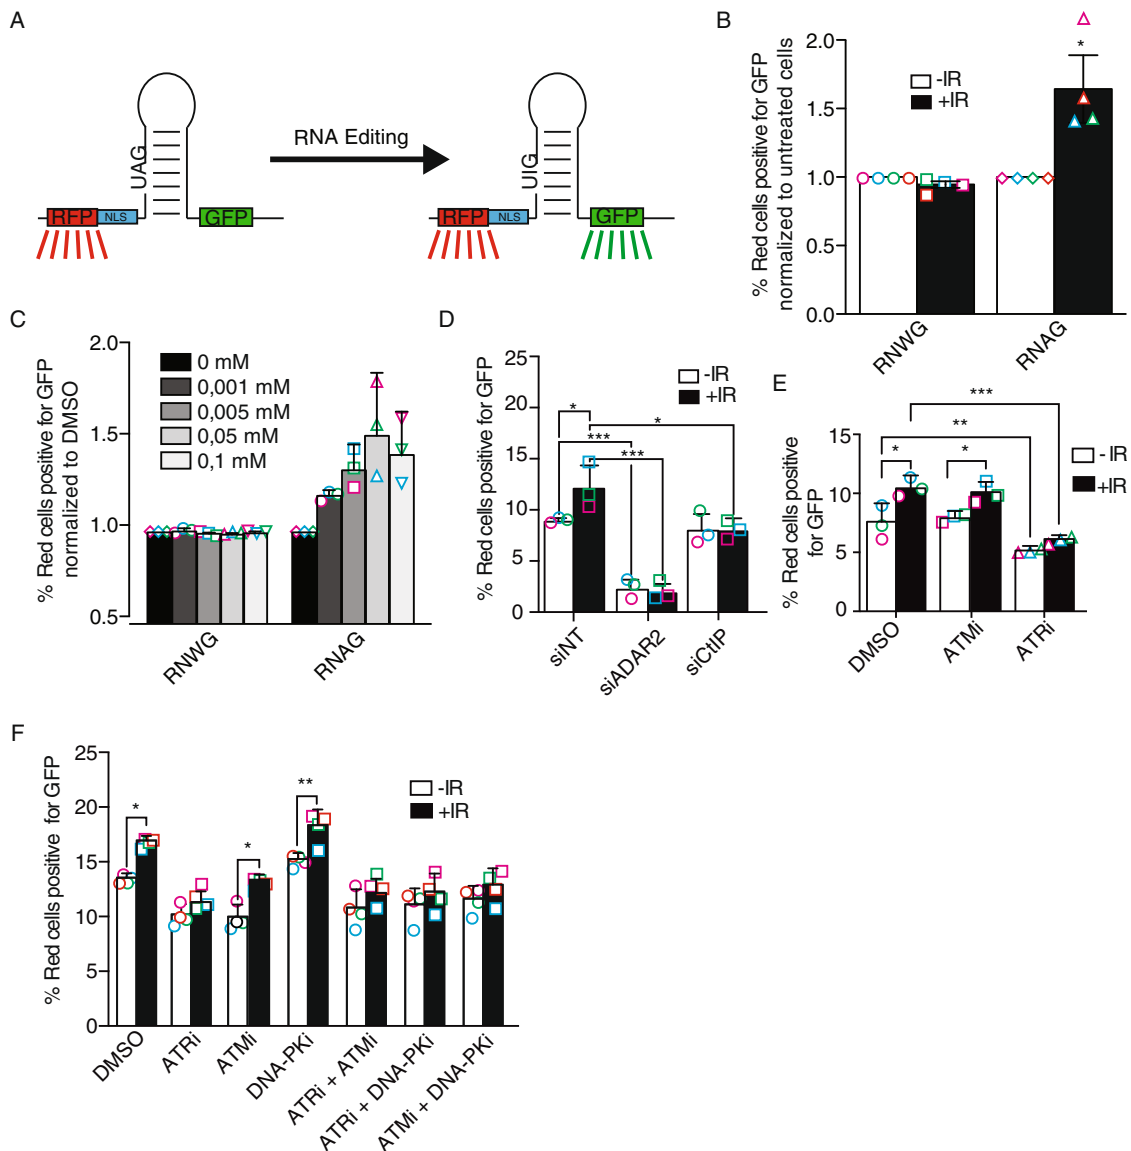 A
UAG
RFP
NLS
GFP
RNA Editing
UIG
RFP
NLS
GFP
B
% Red cells positive for GFP
normalized to untreated cells
2.0
1.5
1.0
0.5
0.0
-IR
+IR
*
RNWG
RNAG
C
% Red cells positive for GFP
normalized to DMSO
2.0
1.5
1.0
0.5
0 mM
0,001 mM
0,005 mM
0,05 mM
0,1 mM
RNWG
RNAG
D
% Red cells positive for GFP
25
20
15
10
5
0
-IR
+IR
*
***
***
*
siNT
siADAR2
siCtIP
E
% Red cells positive
for GFP
15
10
5
0
- IR
+IR
***
**
*
*
DMSO
ATMi
ATRi
F
% Red cells positive for GFP
25
20
15
10
5
0
-IR
+IR
*
*
**
DMSO
ATRi
ATMi
DNA-PKi
ATRi + ATMi
ATRi + DNA-PKi
ATMi + DNA-PKi